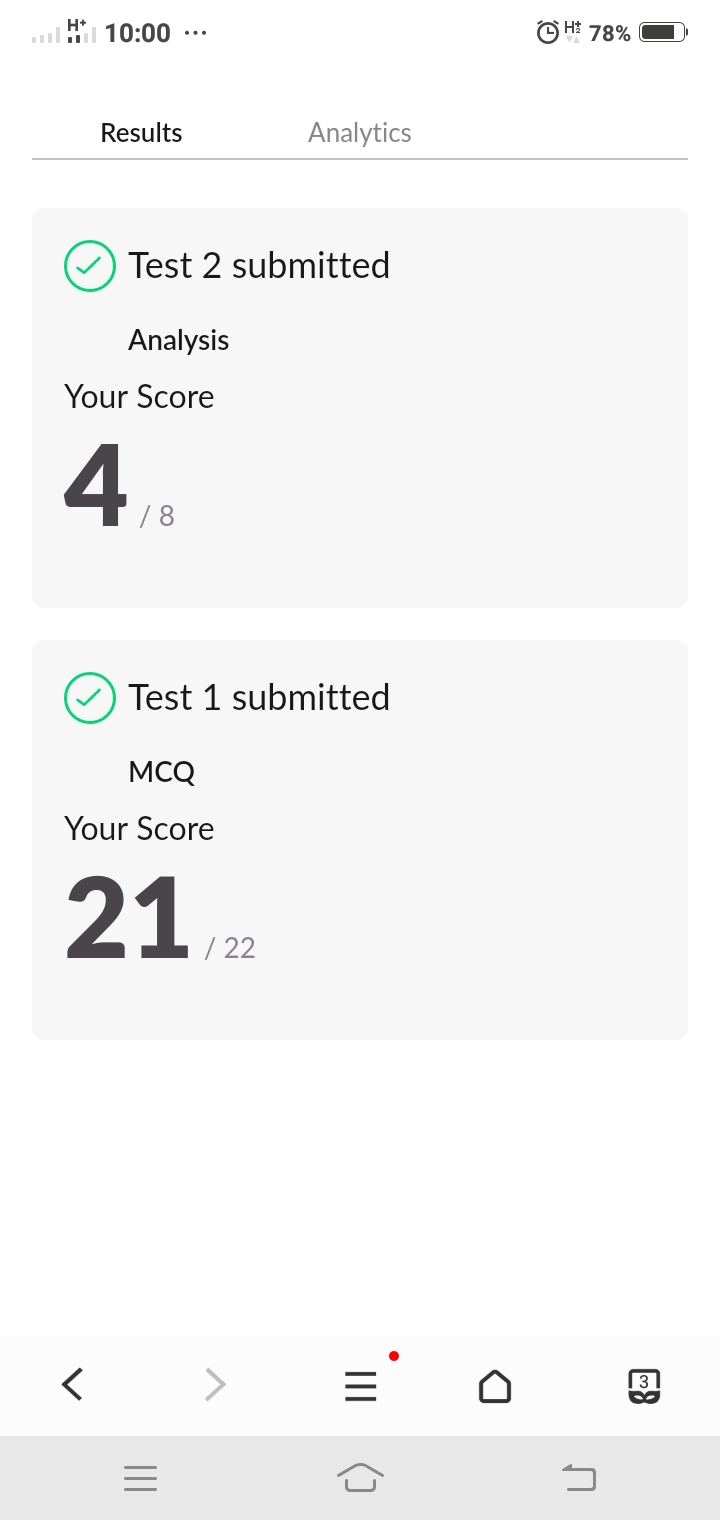 H+ 10:00 ... H+ 2 78%
Results Analytics
Test 2 submitted
Analysis
Your Score
4 / 8
Test 1 submitted
MCQ
Your Score
21 / 22
3